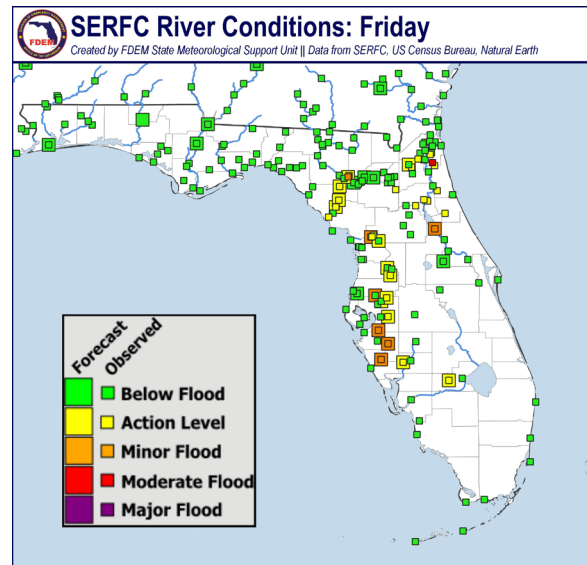 FDEM
SERFC River Conditions: Friday
Created by FDEM State Meteorological Support Unit || Data from SERFC, US Census Bureau, Natural Earth
Forecast
Observed
Below Flood
Action Level
Minor Flood
Moderate Flood
Major Flood